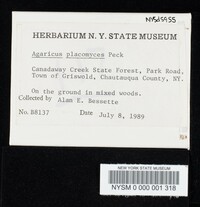 NYSf5455
HERBARIUM N.Y. STATE MUSEUM
Agaricus placomyces Peck
Canadaway Creek State Forest, Park Road,
Town of Griswold, Chautauqua County, NY.
On the ground in mixed woods.
Collected by Alan E. Bessette
No. B8137 Date July 8, 1989
NEW YORK STATE MUSEUM
NYSM 0 000 001 318